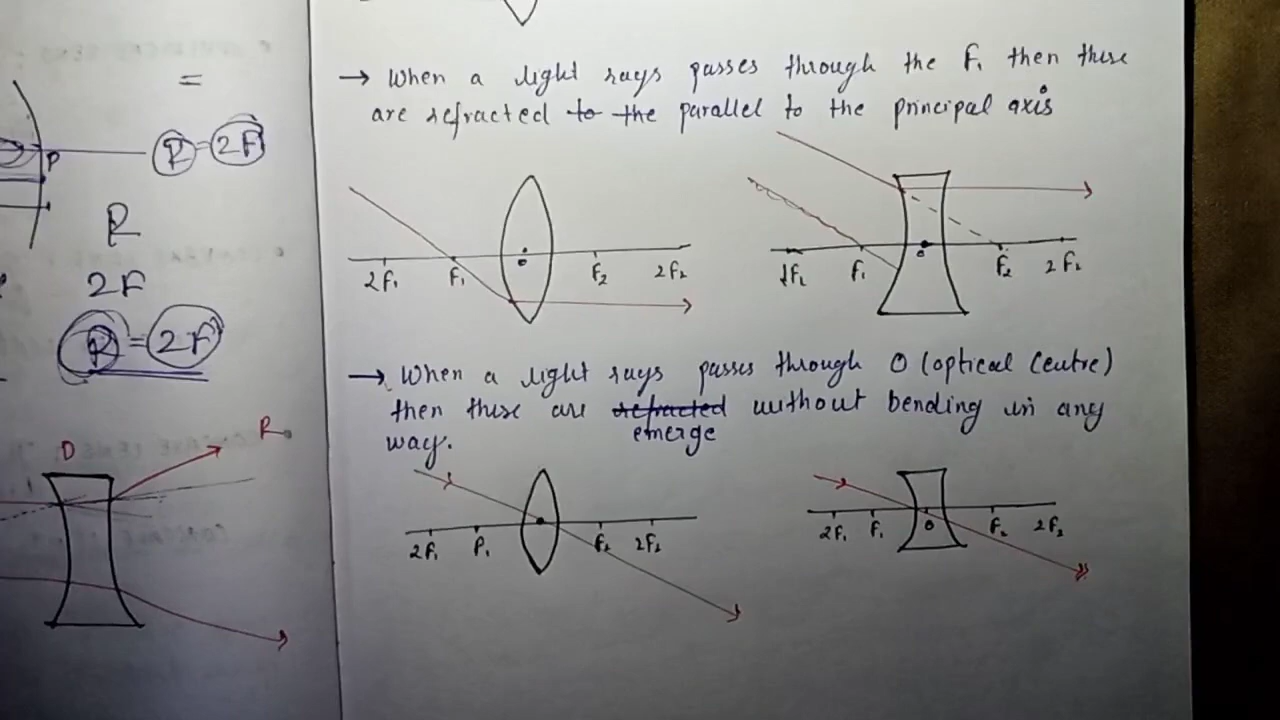 =
P
R = 2F
R
2F
R = 2F
D
R
→ When a light rays passes through the F₁ then these
are refracted to the parallel to the principal axis
2F₁ F₁ O F₂ 2F₂
2F₁ F₁ O F₂ 2F₂
→ When a light rays passes through O (optical Centre)
then these are refracted without bending in any
emerge
way.
2F₁ F₁ F₂ 2F₂
2F₁ F₁ O F₂ 2F₂